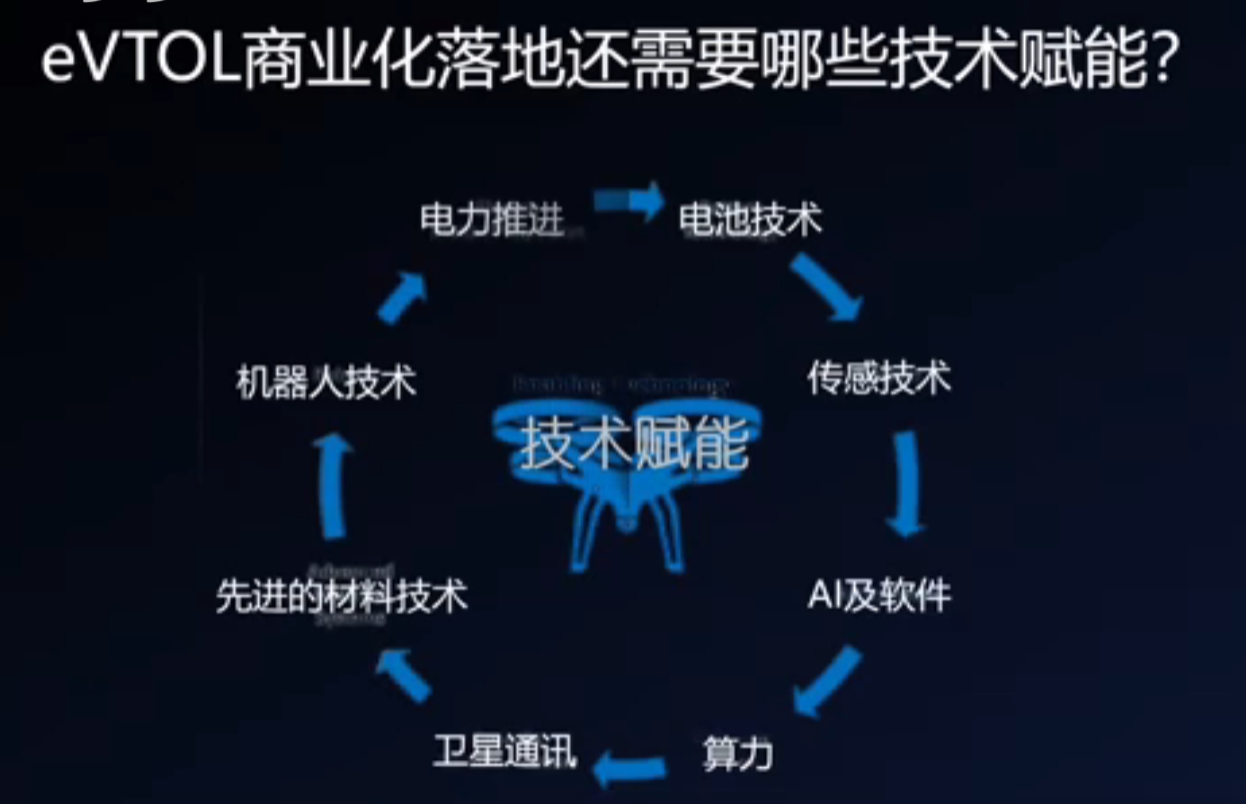 eVTOL商业化落地还需要哪些技术赋能?
电力推进
电池技术
机器人技术
传感技术
技术赋能
先进的材料技术
AI及软件
卫星通讯
算力